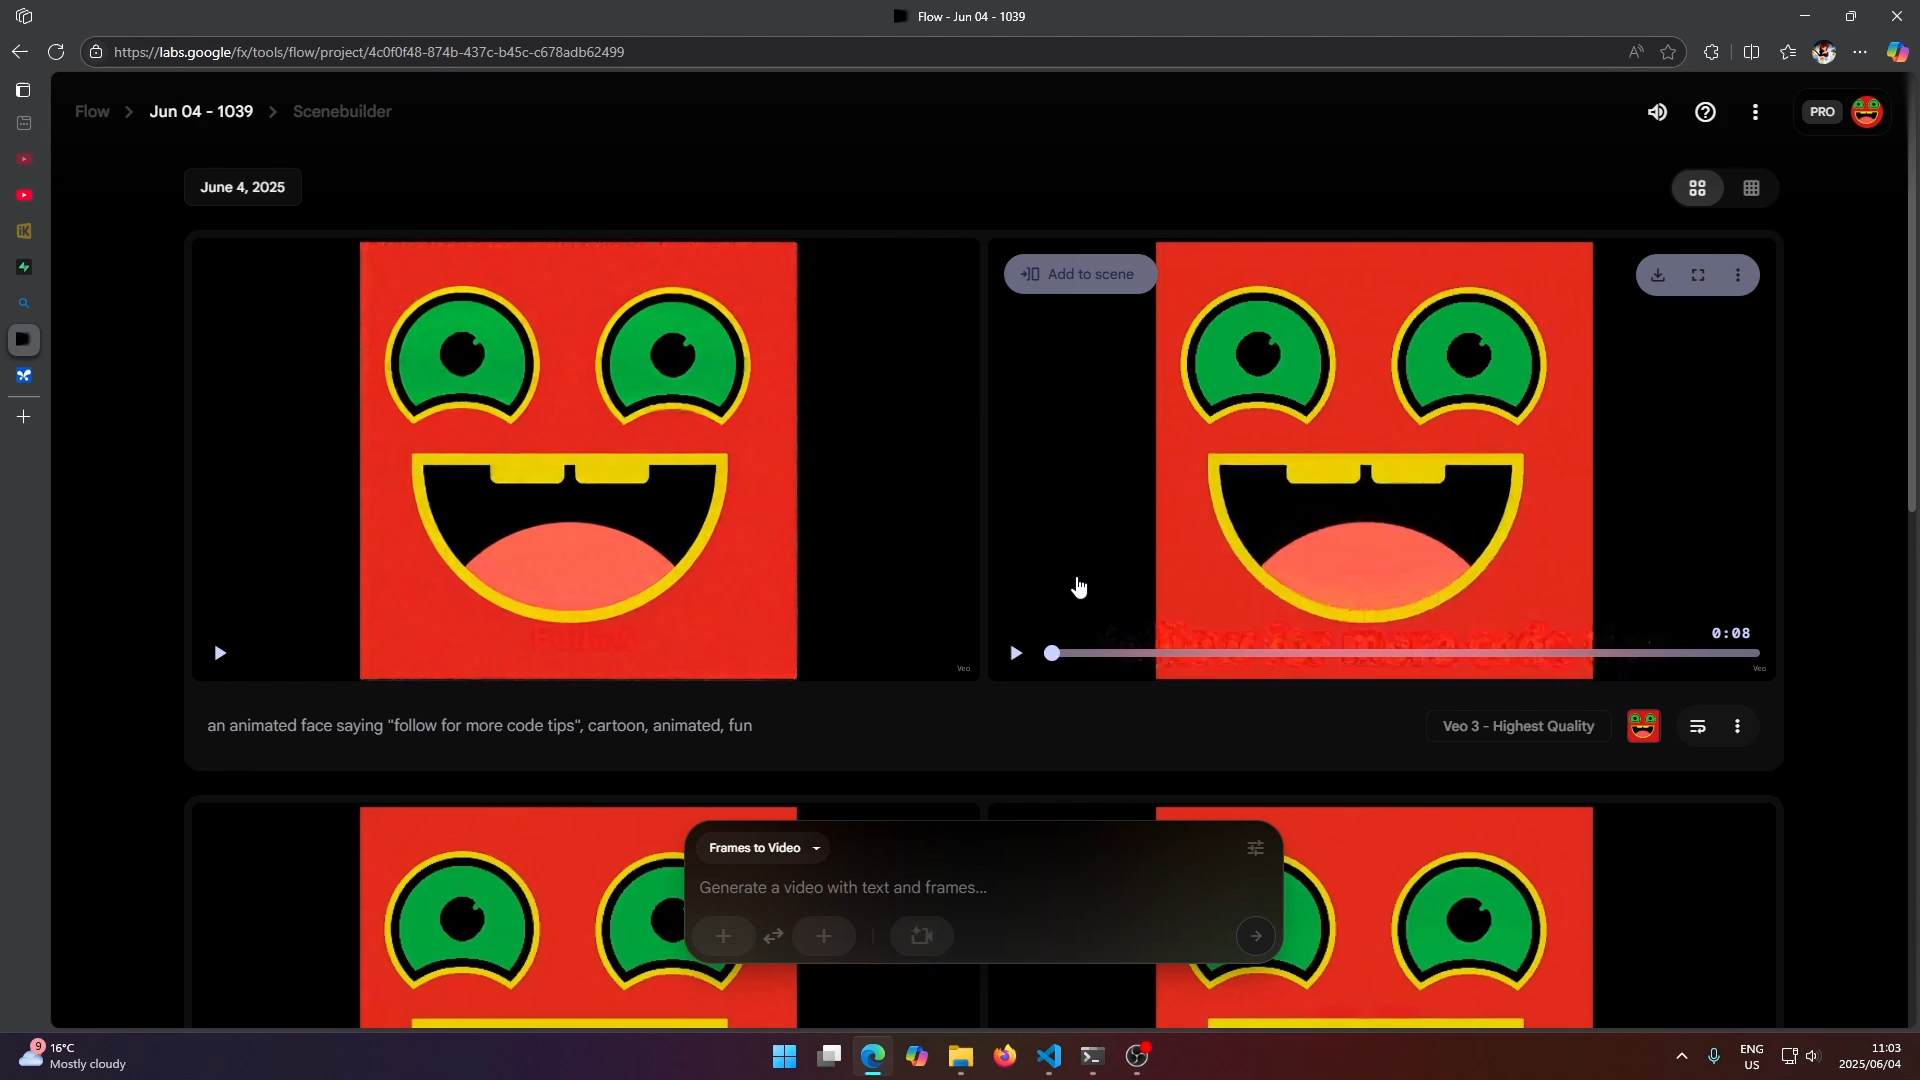 Flow - Jun 04 - 1039
https://labs.google/fx/tools/flow/project/4c0f0f48-874b-437c-b45c-c678adb62499
Flow > Jun 04 - 1039 > Scenebuilder
PRO
June 4, 2025
Add to scene
0:08
Veo
Veo
an animated face saying "follow for more code tips", cartoon, animated, fun
Veo 3 - Highest Quality
Frames to Video
Generate a video with text and frames...
9
16°C
Mostly cloudy
ENG
US
11:03
2025/06/04